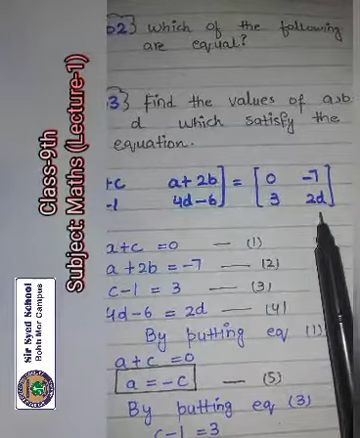 Class-9th
Subject: Maths (Lecture-1)
Sir Syed School
Bohh Mor Campus
02} Which of the following
are equal?
03} Find the values of a,b
d which satisfy the
equation.
+c a+2b] = [0 -7
-1 4d-6] [3 2d]
a+c=0 — (1)
a+2b=-7 — (2)
c-1=3 — (3)
4d-6=2d — (4)
By putting eq (1)
a+c=0
a=-c — (5)
By putting eq (3)
c-1=3